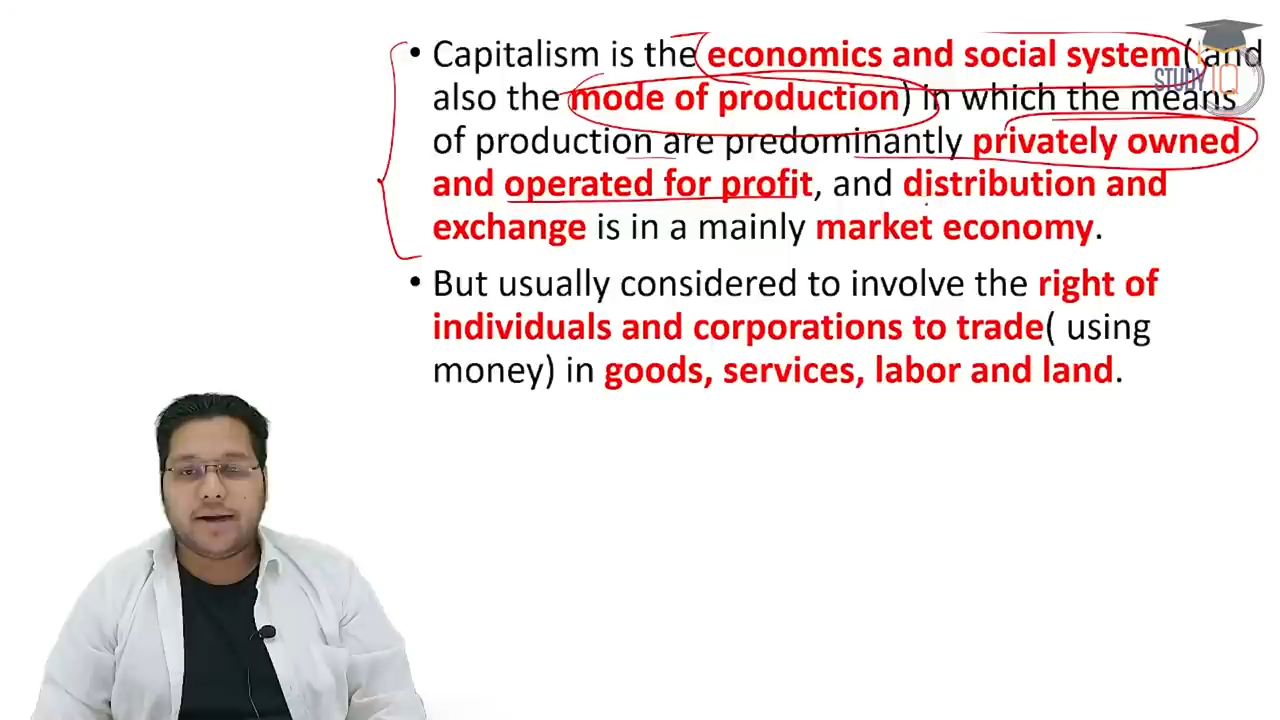 • Capitalism is the economics and social system( and
also the mode of production) in which the means
of production are predominantly privately owned
and operated for profit, and distribution and
exchange is in a mainly market economy.
• But usually considered to involve the right of
individuals and corporations to trade( using
money) in goods, services, labor and land.
STUDY IQ